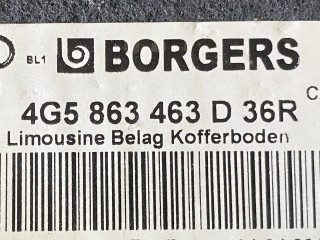 BL1 BORGERS
4G5 863 463 D 36R C
Limousine Belag Kofferboden